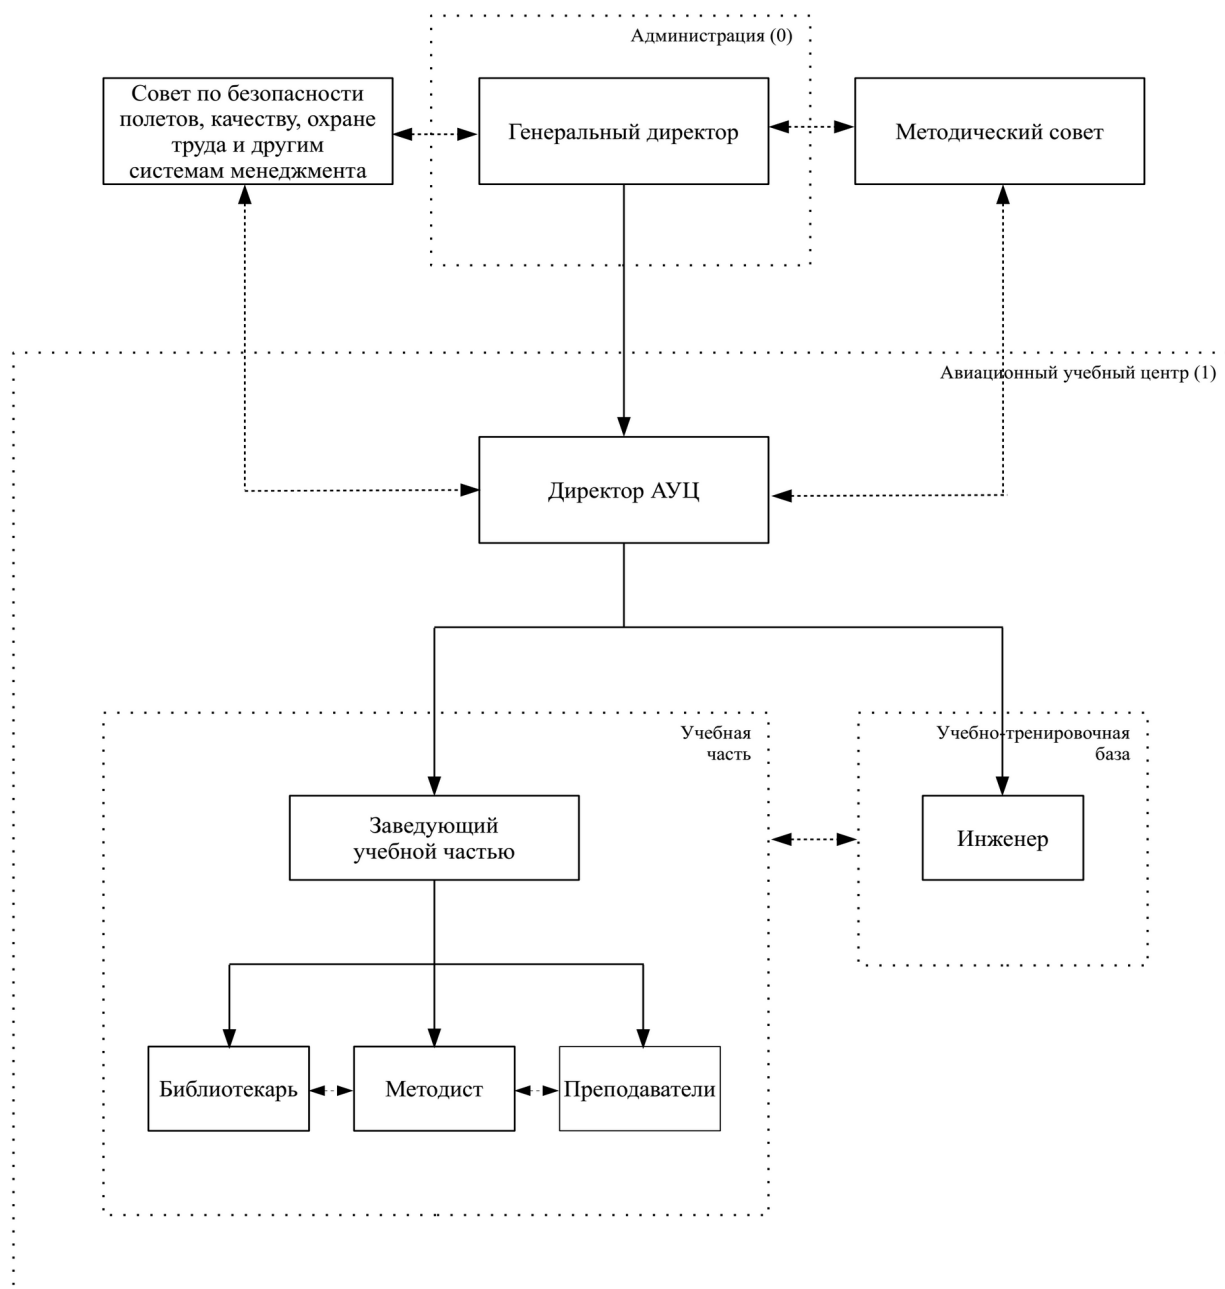 Администрация (0)
Совет по безопасности
полетов, качеству, охране
труда и другим
системам менеджмента
Генеральный директор
Методический совет
Авиационный учебный центр (1)
Директор АУЦ
Учебная
часть
Учебно-тренировочная
база
Заведующий
учебной частью
Инженер
Библиотекарь
Методист
Преподаватели